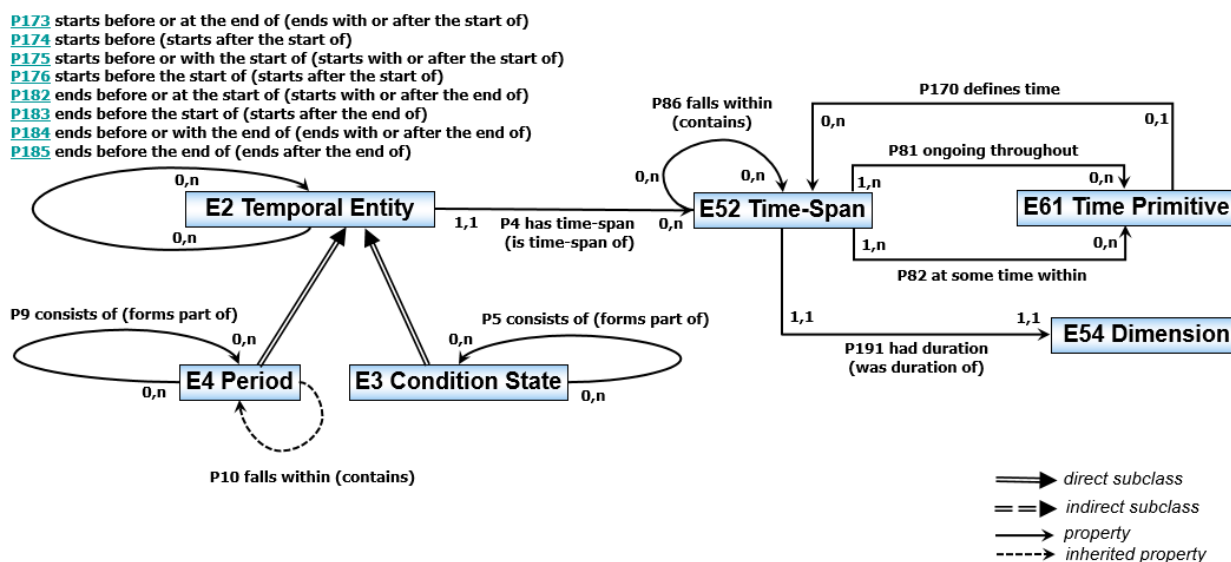 P173 starts before or at the end of (ends with or after the start of)
P174 starts before (starts after the start of)
P175 starts before or with the start of (starts with or after the start of)
P176 starts before the start of (starts after the start of)
P182 ends before or at the start of (starts with or after the end of)
P183 ends before the start of (starts after the end of)
P184 ends before or with the end of (ends with or after the end of)
P185 ends before the end of (ends after the end of)
0,n
E2 Temporal Entity
0,n
1,1
P4 has time-span
(is time-span of)
0,n
P86 falls within
(contains)
0,n
0,n
E52 Time-Span
P170 defines time
0,n
0,1
P81 ongoing throughout
1,n
0,n
E61 Time Primitive
1,n
0,n
P82 at some time within
1,1
1,1
E54 Dimension
P191 had duration
(was duration of)
P9 consists of (forms part of)
0,n
E4 Period
0,n
P5 consists of (forms part of)
0,n
E3 Condition State
0,n
P10 falls within (contains)
direct subclass
indirect subclass
property
inherited property